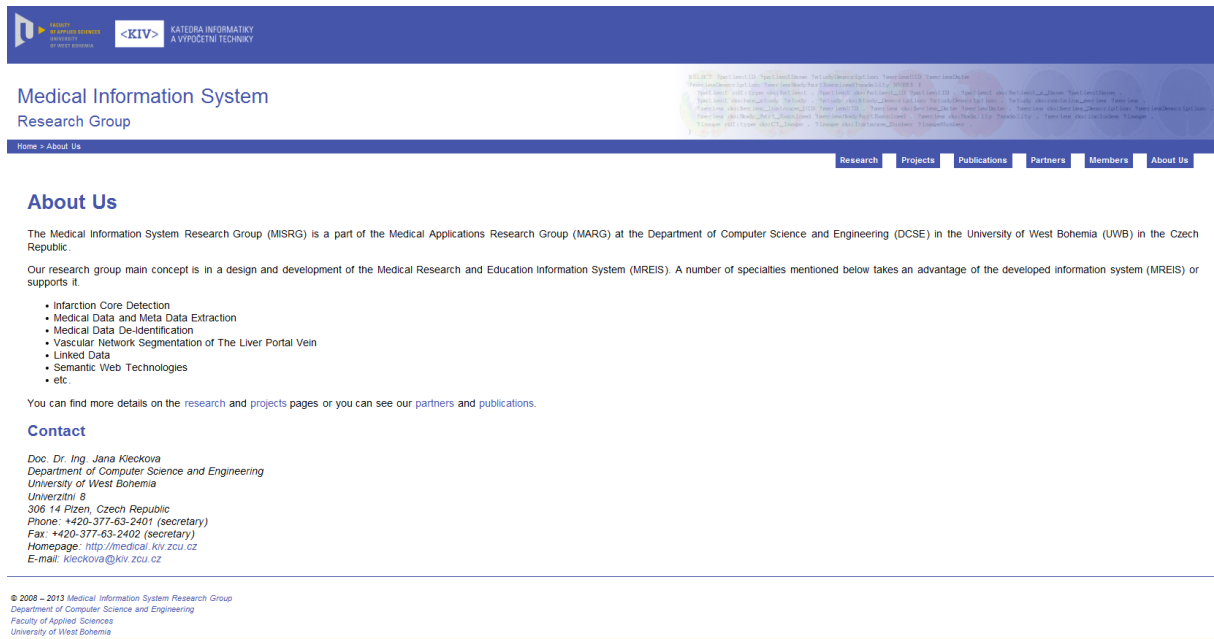 FACULTY
OF APPLIED SCIENCES
UNIVERSITY
OF WEST BOHEMIA
<KIV>
KATEDRA INFORMATIKY
A VÝPOČETNÍ TECHNIKY
Medical Information System
Research Group
Home > About Us
Research Projects Publications Partners Members About Us
About Us
The Medical Information System Research Group (MISRG) is a part of the Medical Applications Research Group (MARG) at the Department of Computer Science and Engineering (DCSE) in the University of West Bohemia (UWB) in the Czech
Republic.
Our research group main concept is in a design and development of the Medical Research and Education Information System (MREIS). A number of specialties mentioned below takes an advantage of the developed information system (MREIS) or
supports it.
• Infarction Core Detection
• Medical Data and Meta Data Extraction
• Medical Data De-Identification
• Vascular Network Segmentation of The Liver Portal Vein
• Linked Data
• Semantic Web Technologies
• etc.
You can find more details on the research and projects pages or you can see our partners and publications.
Contact
Doc. Dr. Ing. Jana Kleckova
Department of Computer Science and Engineering
University of West Bohemia
Univerzitni 8
306 14 Plzen, Czech Republic
Phone: +420-377-63-2401 (secretary)
Fax: +420-377-63-2402 (secretary)
Homepage: http://medical.kiv.zcu.cz
E-mail: kleckova@kiv.zcu.cz
© 2008 – 2013 Medical Information System Research Group
Department of Computer Science and Engineering
Faculty of Applied Sciences
University of West Bohemia